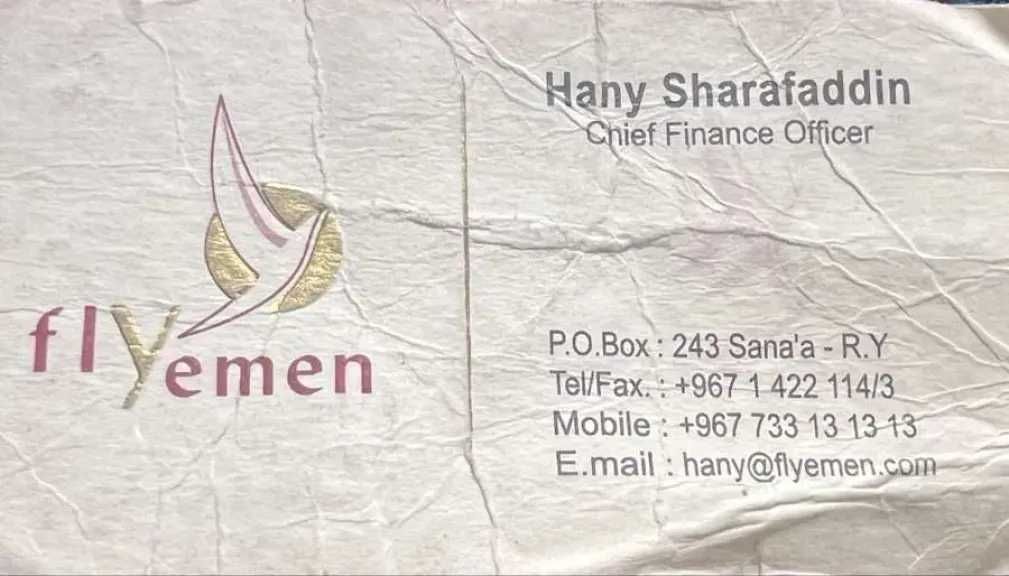 flyemen
Hany Sharafaddin
Chief Finance Officer
P.O.Box : 243 Sana'a - R.Y
Tel/Fax. : +967 1 422 114/3
Mobile : +967 733 13 13 13
E.mail : hany@flyemen.com